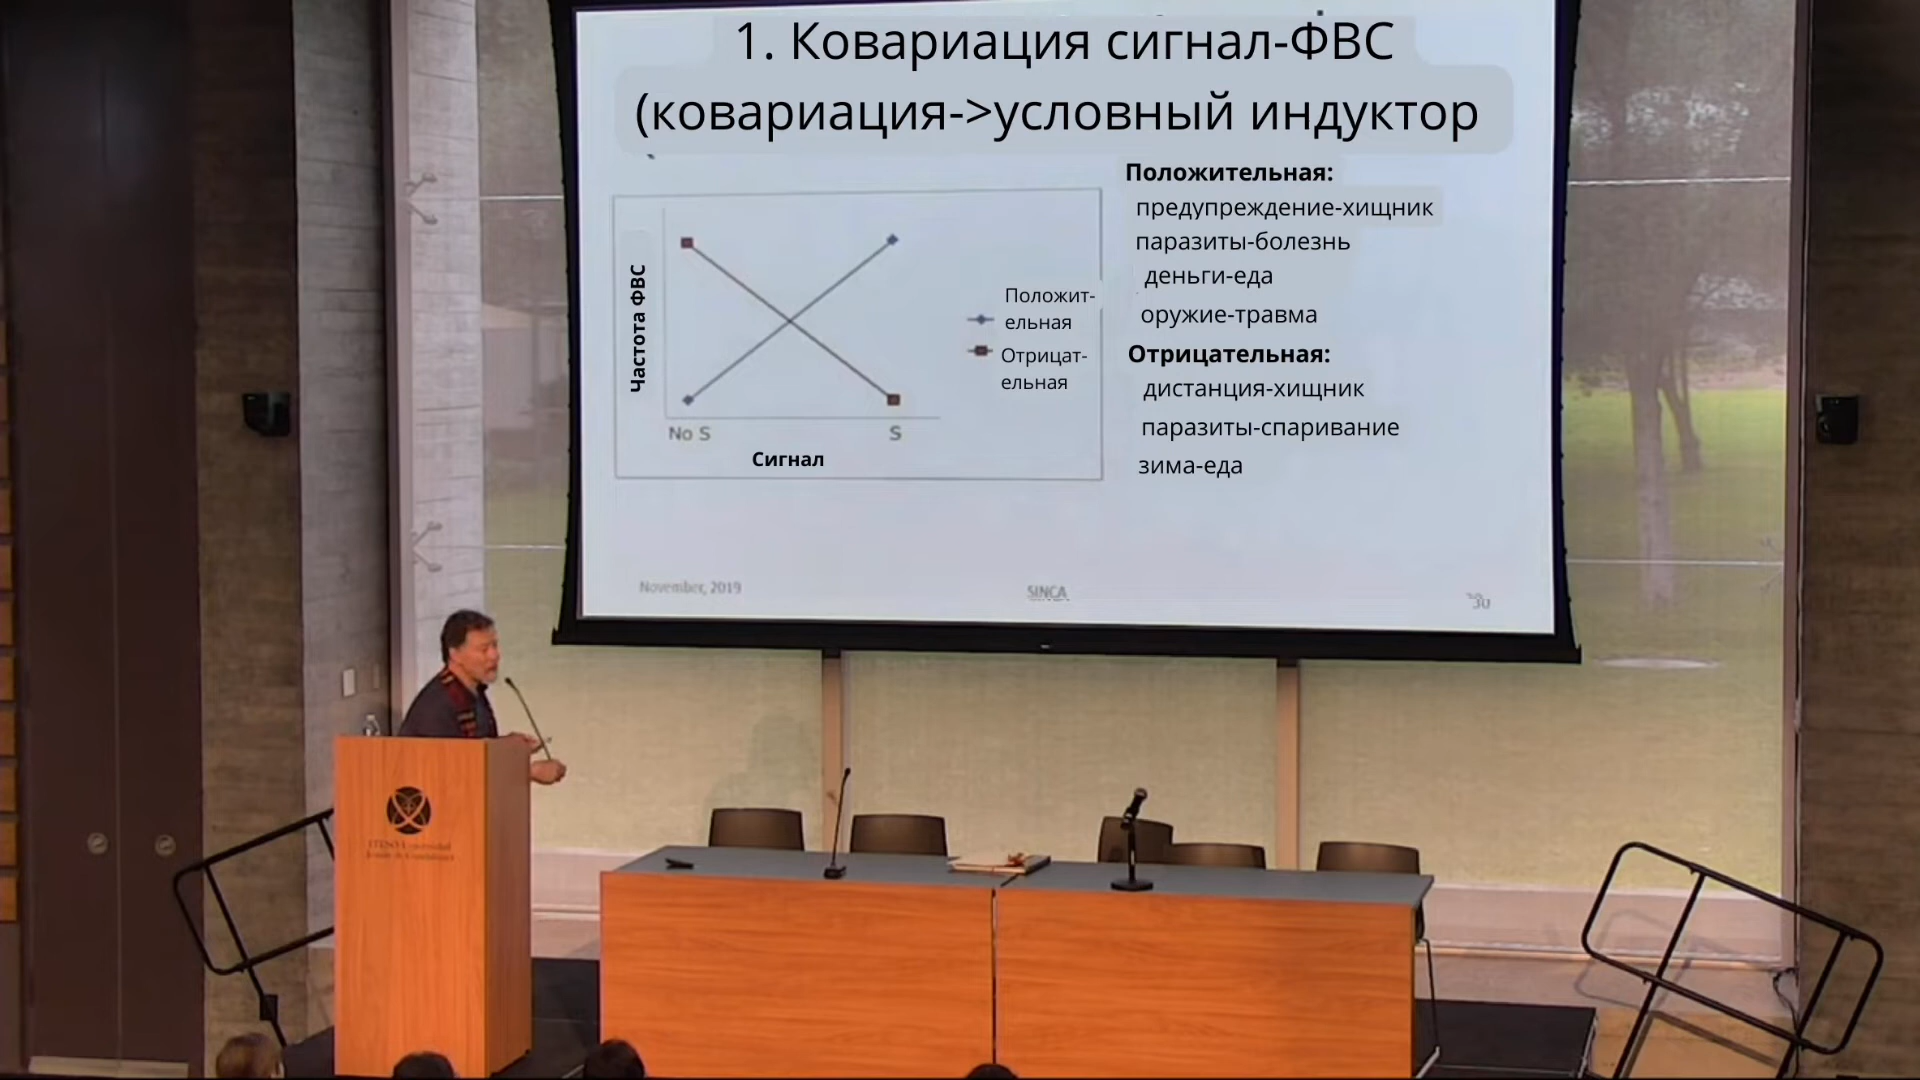 1. Ковариация сигнал-ФВС
(ковариация->условный индуктор
Положительная:
предупреждение-хищник
паразиты-болезнь
деньги-еда
оружие-травма
Отрицательная:
дистанция-хищник
паразиты-спаривание
зима-еда
Частота ФВС
Положит-
ельная
Отрицат-
ельная
No S
S
Сигнал
November, 2019
SINCA
30